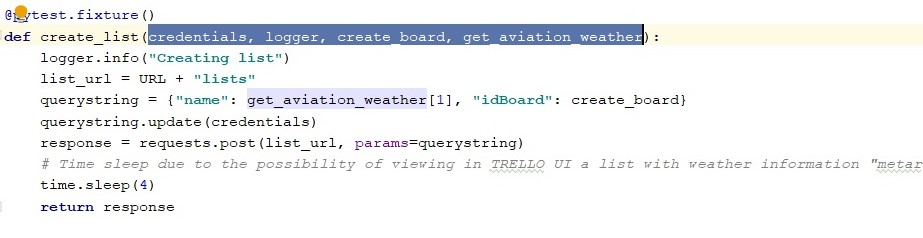 @pytest.fixture()
def create_list(credentials, logger, create_board, get_aviation_weather):
    logger.info("Creating list")
    list_url = URL + "lists"
    querystring = {"name": get_aviation_weather[1], "idBoard": create_board}
    querystring.update(credentials)
    response = requests.post(list_url, params=querystring)
    # Time sleep due to the possibility of viewing in TRELLO UI a list with weather information "metar
    time.sleep(4)
    return response